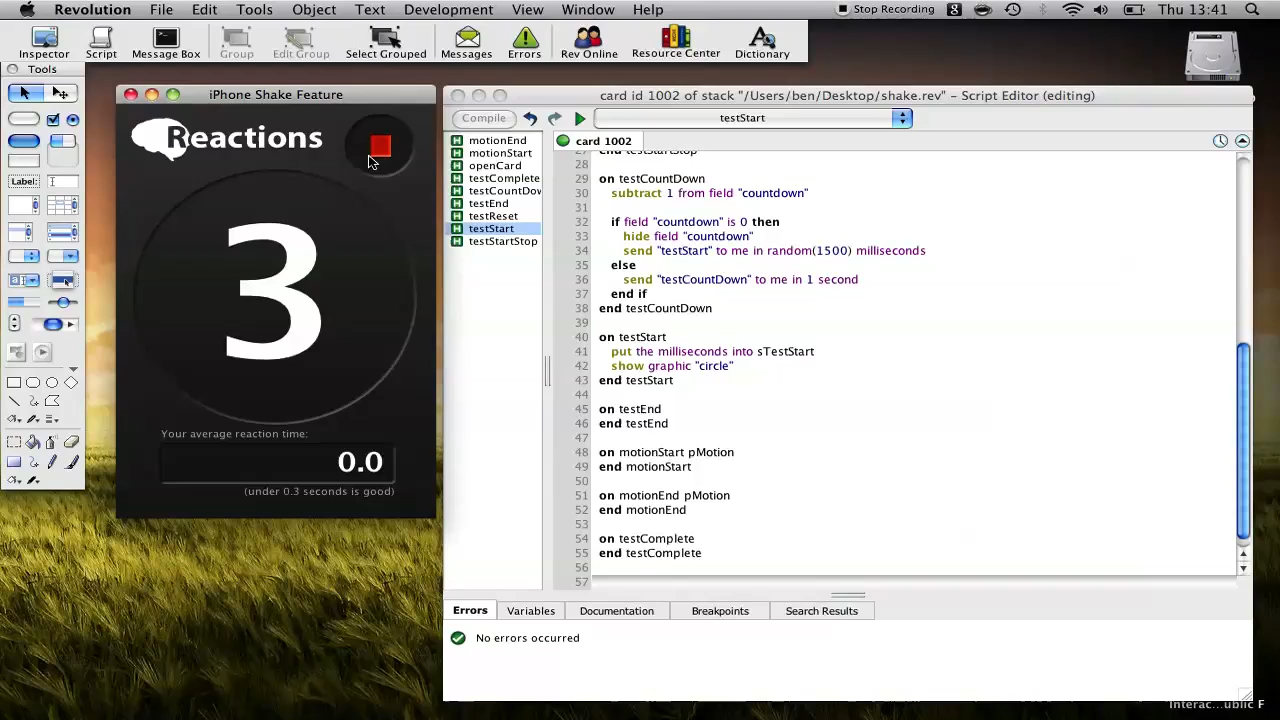 Revolution File Edit Tools Object Text Development View Window Help Stop Recording Thu 13:41
Inspector Script Message Box Group Edit Group Select Grouped Messages Errors Rev Online Resource Center Dictionary
Tools
Label:
iPhone Shake Feature
Reactions
3
Your average reaction time:
0.0
(under 0.3 seconds is good)
card id 1002 of stack "/Users/ben/Desktop/shake.rev" - Script Editor (editing)
Compile testStart
card 1002
motionEnd
motionStart
openCard
testComplete
testCountDov
testEnd
testReset
testStart
testStartStop
27 end testStartStop
28
29 on testCountDown
30 subtract 1 from field "countdown"
31
32 if field "countdown" is 0 then
33 hide field "countdown"
34 send "testStart" to me in random(1500) milliseconds
35 else
36 send "testCountDown" to me in 1 second
37 end if
38 end testCountDown
39
40 on testStart
41 put the milliseconds into sTestStart
42 show graphic "circle"
43 end testStart
44
45 on testEnd
46 end testEnd
47
48 on motionStart pMotion
49 end motionStart
50
51 on motionEnd pMotion
52 end motionEnd
53
54 on testComplete
55 end testComplete
56
57
Errors Variables Documentation Breakpoints Search Results
No errors occurred
Interac...ublic F